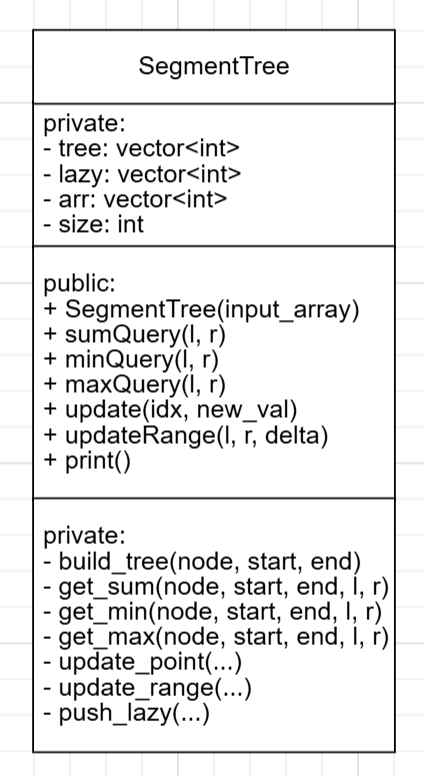 SegmentTree
private:
- tree: vector<int>
- lazy: vector<int>
- arr: vector<int>
- size: int
public:
+ SegmentTree(input_array)
+ sumQuery(l, r)
+ minQuery(l, r)
+ maxQuery(l, r)
+ update(idx, new_val)
+ updateRange(l, r, delta)
+ print()
private:
- build_tree(node, start, end)
- get_sum(node, start, end, l, r)
- get_min(node, start, end, l, r)
- get_max(node, start, end, l, r)
- update_point(...)
- update_range(...)
- push_lazy(...)